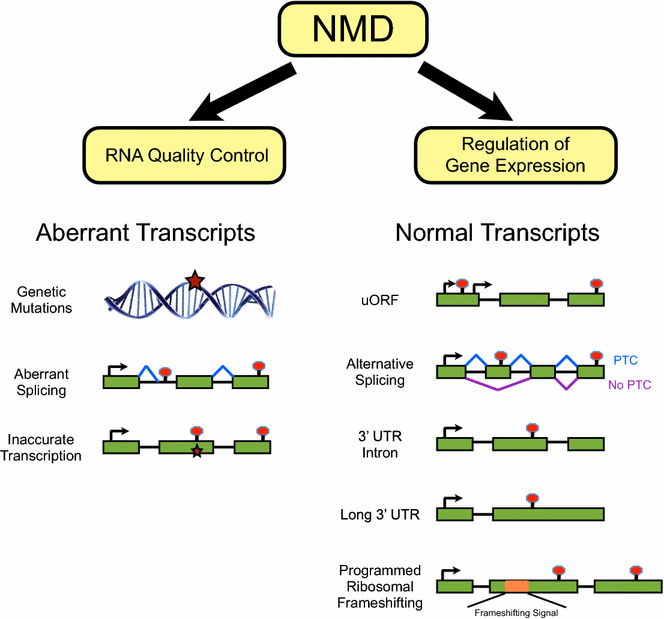 NMD
RNA Quality Control
Regulation of
Gene Expression
Aberrant Transcripts
Genetic
Mutations
Aberrant
Splicing
Inaccurate
Transcription
Normal Transcripts
uORF
Alternative
Splicing
PTC
No PTC
3' UTR
Intron
Long 3' UTR
Programmed
Ribosomal
Frameshifting
Frameshifting Signal